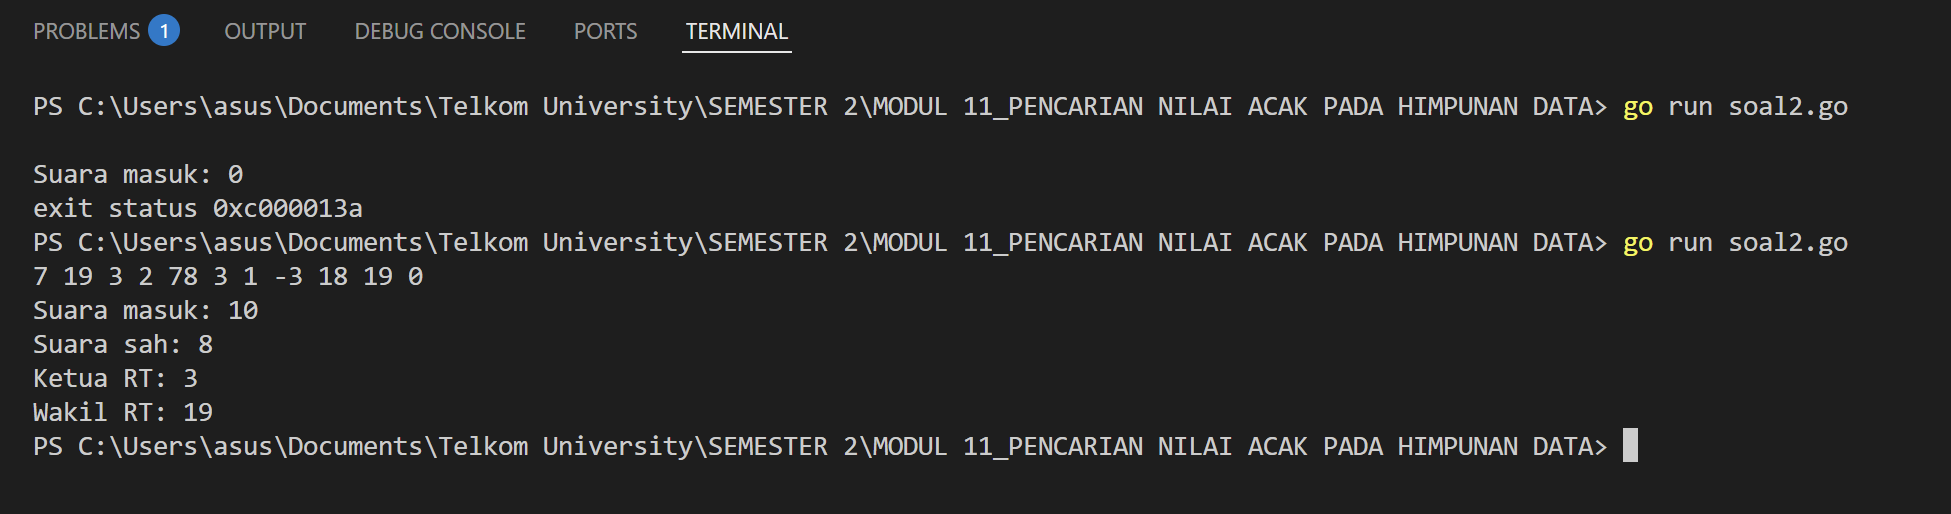 PROBLEMS 1 OUTPUT DEBUG CONSOLE PORTS TERMINAL
PS C:\Users\asus\Documents\Telkom University\SEMESTER 2\MODUL 11_PENCARIAN NILAI ACAK PADA HIMPUNAN DATA> go run soal2.go
Suara masuk: 0
exit status 0xc000013a
PS C:\Users\asus\Documents\Telkom University\SEMESTER 2\MODUL 11_PENCARIAN NILAI ACAK PADA HIMPUNAN DATA> go run soal2.go
7 19 3 2 78 3 1 -3 18 19 0
Suara masuk: 10
Suara sah: 8
Ketua RT: 3
Wakil RT: 19
PS C:\Users\asus\Documents\Telkom University\SEMESTER 2\MODUL 11_PENCARIAN NILAI ACAK PADA HIMPUNAN DATA>